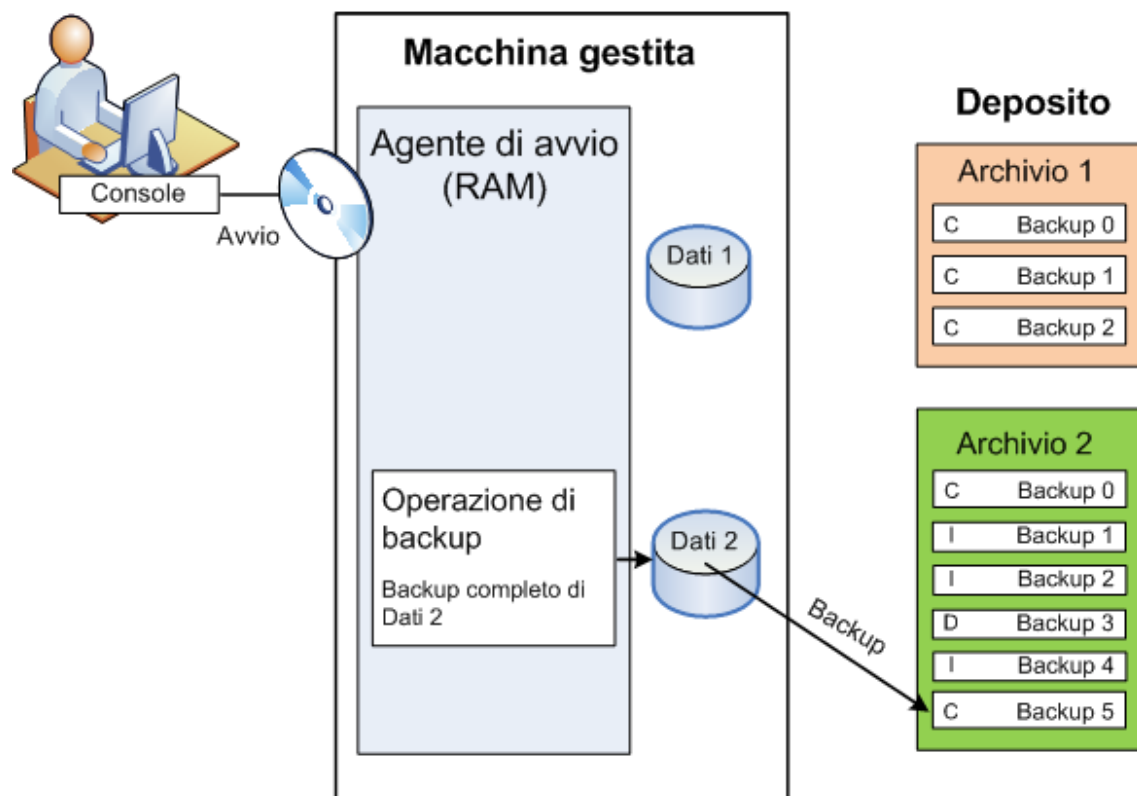 Macchina gestita
Console
Avvio
Agente di avvio
(RAM)
Dati 1
Operazione di
backup
Backup completo di
Dati 2
Dati 2
Backup
Deposito
Archivio 1
C Backup 0
C Backup 1
C Backup 2
Archivio 2
C Backup 0
I Backup 1
I Backup 2
D Backup 3
I Backup 4
C Backup 5